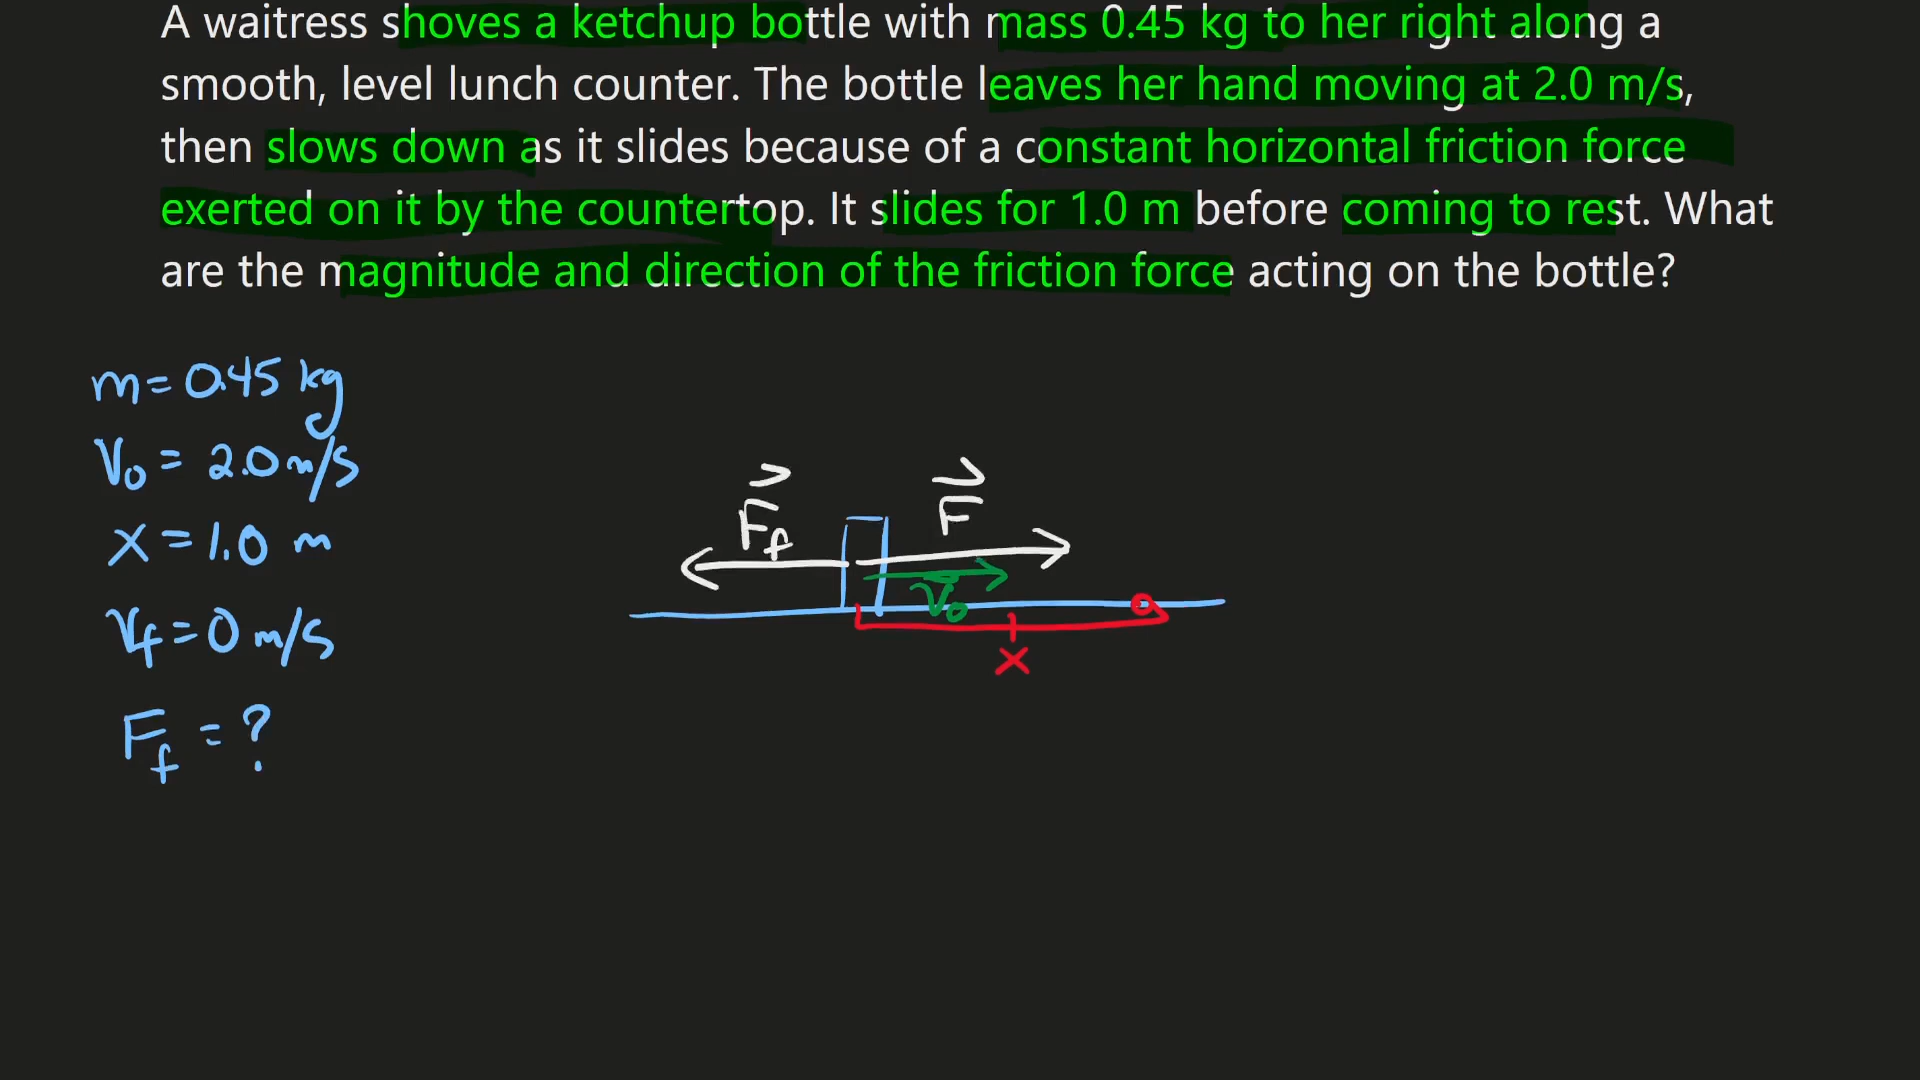 A waitress shoves a ketchup bottle with mass 0.45 kg to her right along a
smooth, level lunch counter. The bottle leaves her hand moving at 2.0 m/s,
then slows down as it slides because of a constant horizontal friction force
exerted on it by the countertop. It slides for 1.0 m before coming to rest. What
are the magnitude and direction of the friction force acting on the bottle?
m = 0.45 kg
V₀ = 2.0 m/s
x = 1.0 m
V_f = 0 m/s
F_f = ?
F⃗_f
F⃗
v⃗₀
x